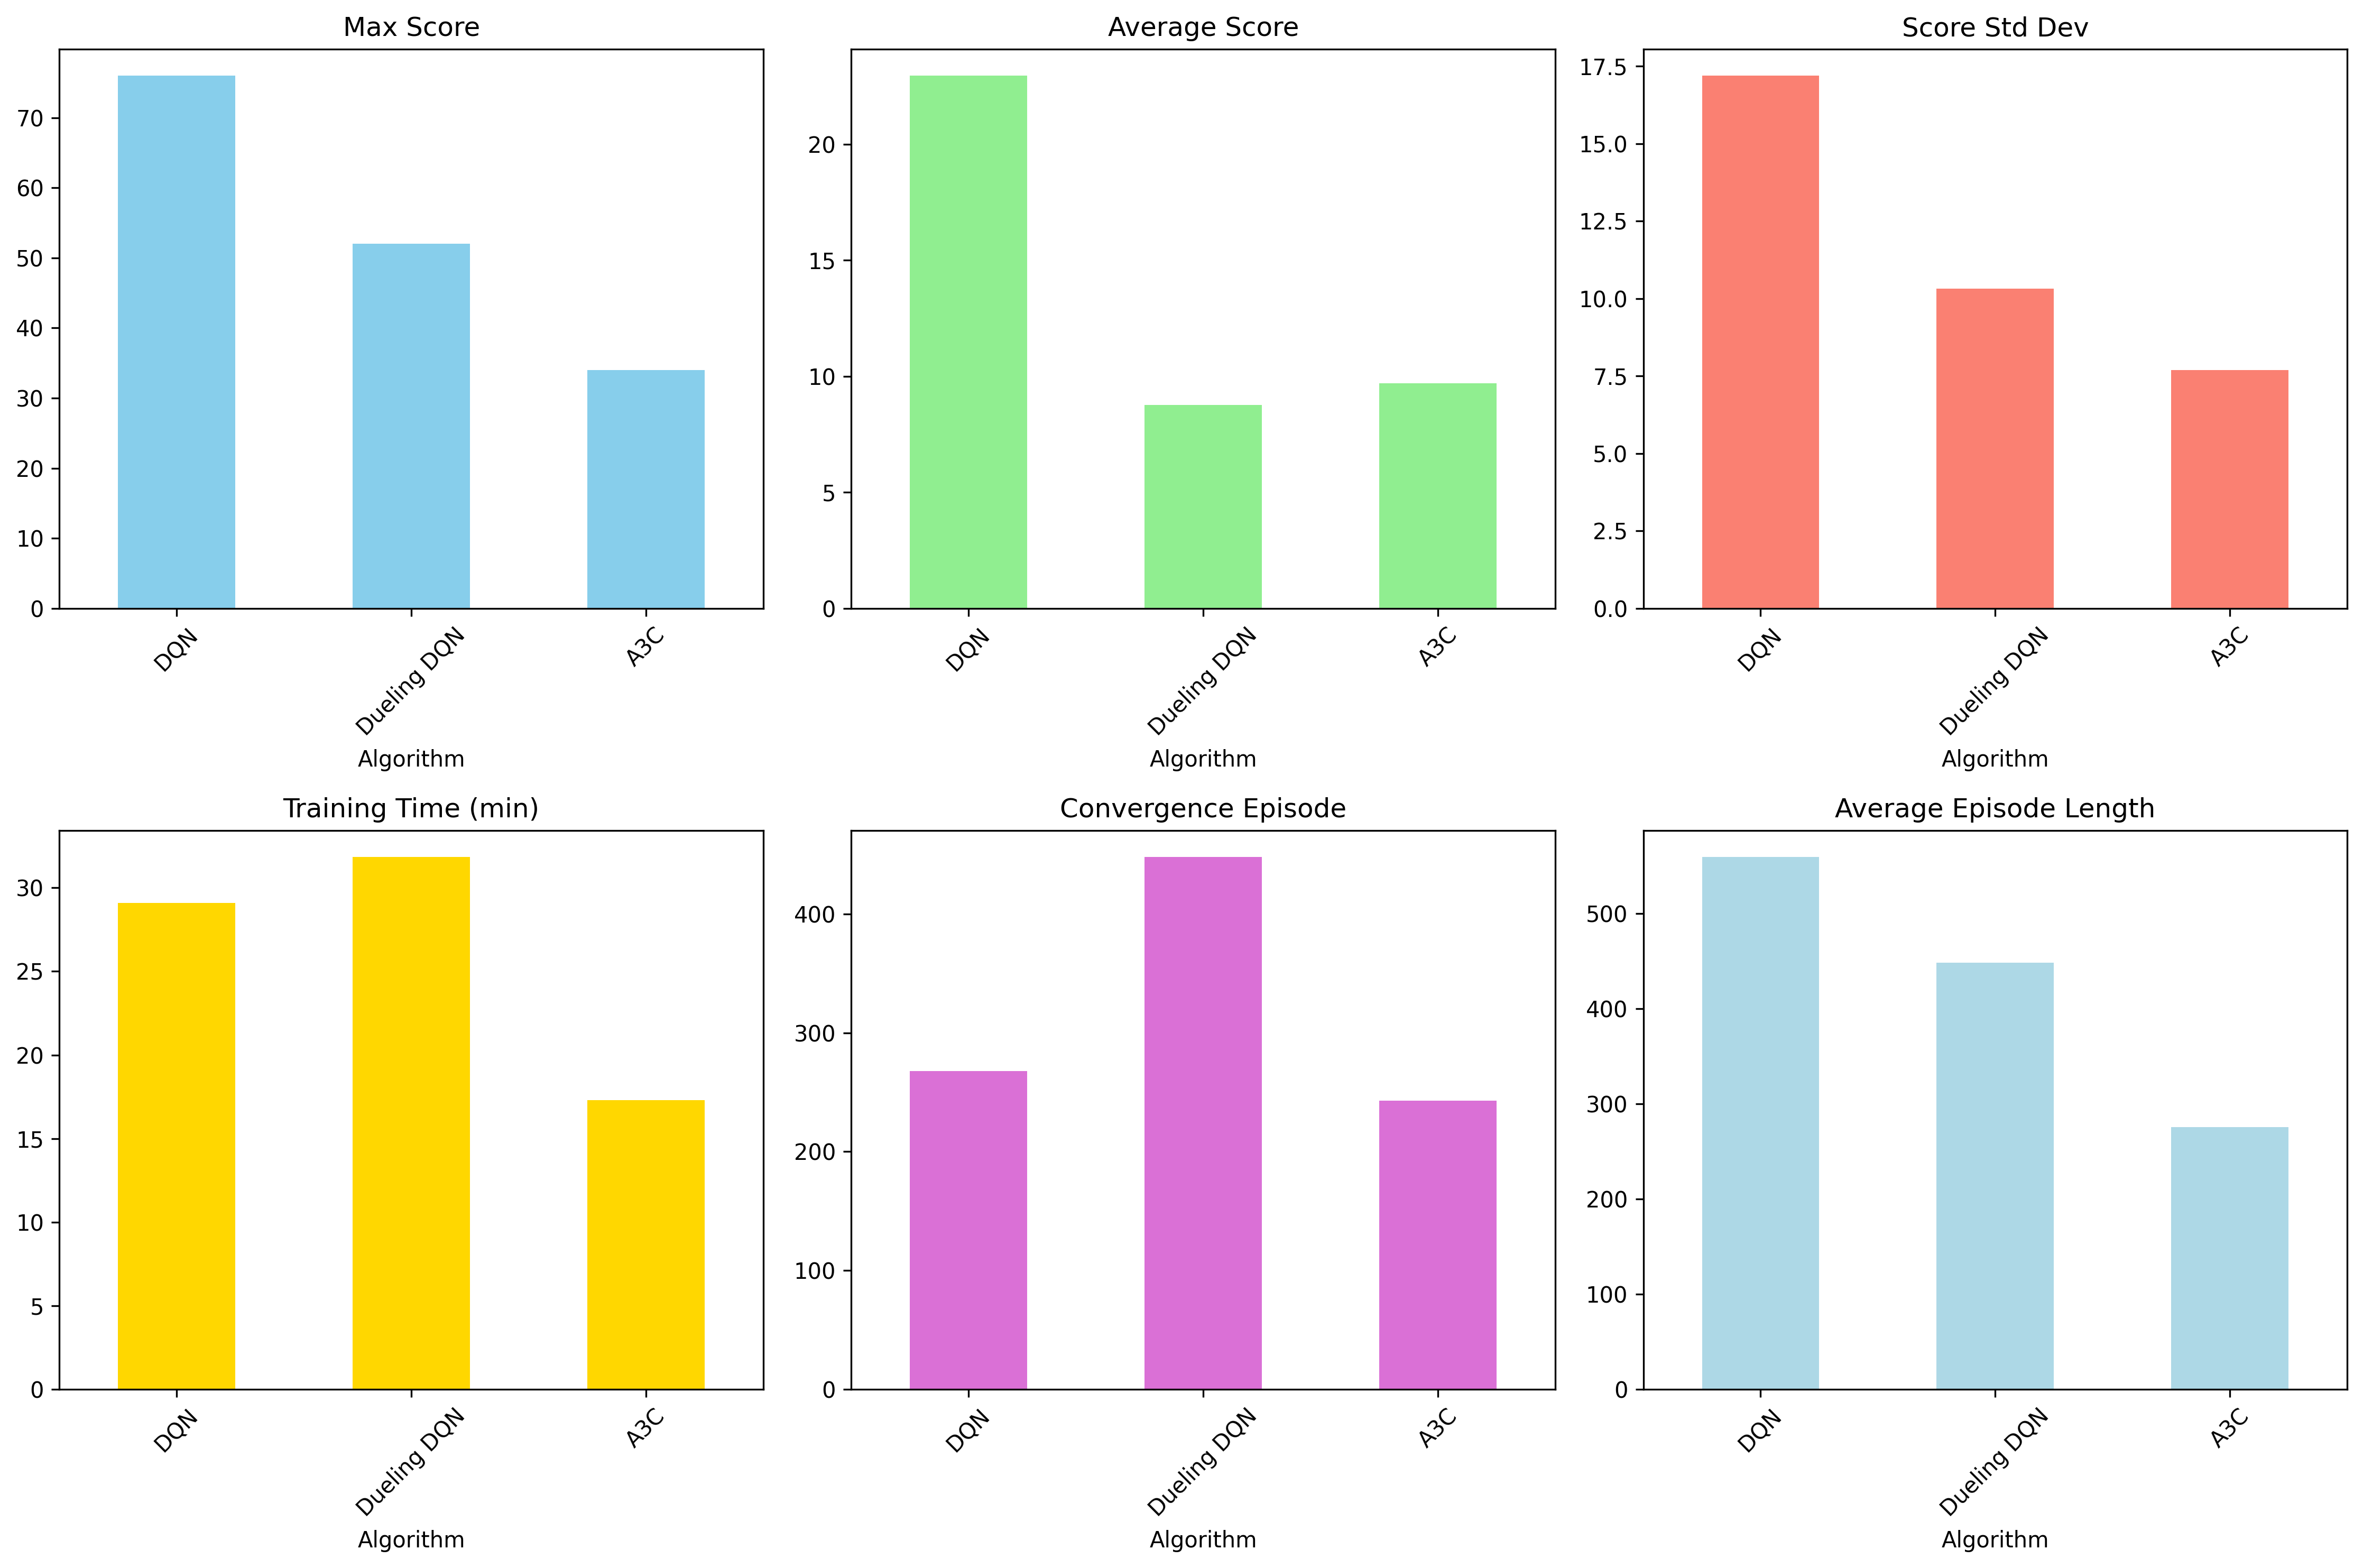 Max Score
70
60
50
40
30
20
10
0
DQN
Dueling DQN
A3C
Algorithm
Average Score
20
15
10
5
0
DQN
Dueling DQN
A3C
Algorithm
Score Std Dev
17.5
15.0
12.5
10.0
7.5
5.0
2.5
0.0
DQN
Dueling DQN
A3C
Algorithm
Training Time (min)
30
25
20
15
10
5
0
DQN
Dueling DQN
A3C
Algorithm
Convergence Episode
400
300
200
100
0
DQN
Dueling DQN
A3C
Algorithm
Average Episode Length
500
400
300
200
100
0
DQN
Dueling DQN
A3C
Algorithm